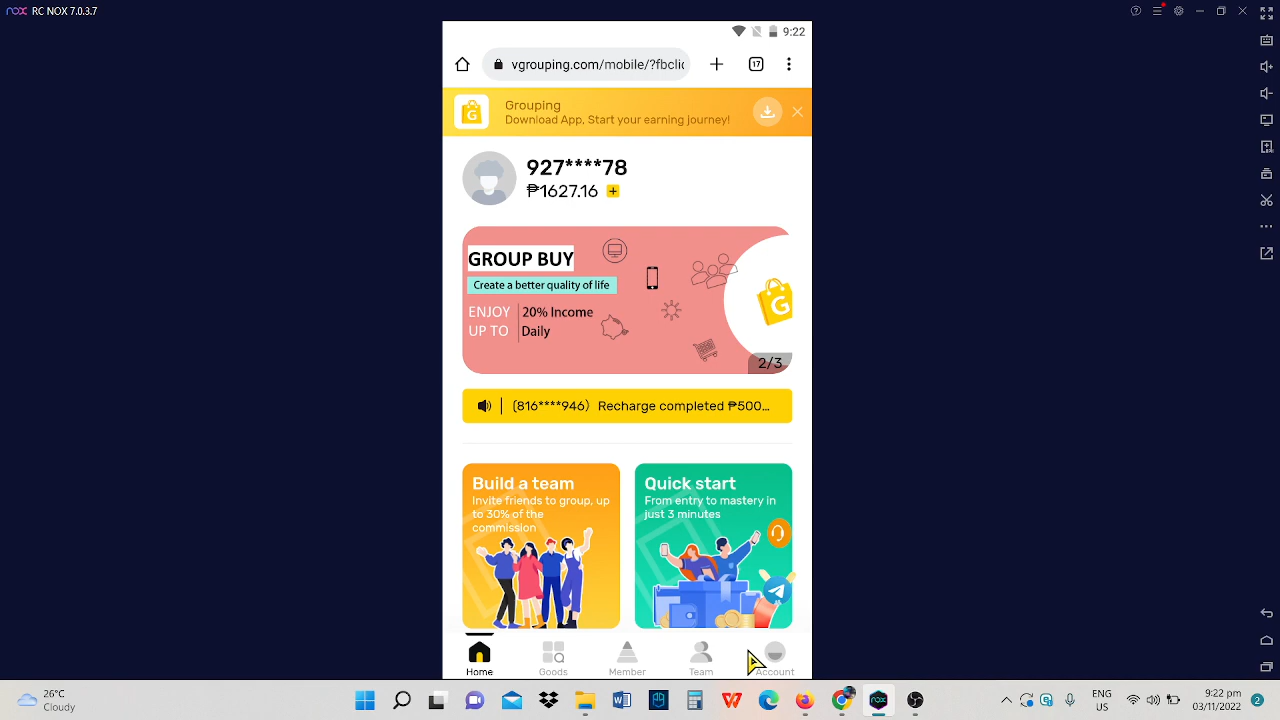 nox RC NOX 7.0.3.7
9:22
vgrouping.com/mobile/?fbclic
17
Grouping
Download App, Start your earning journey!
927****78
₱1627.16
GROUP BUY
Create a better quality of life
ENJOY UP TO
20% Income Daily
G
2/3
(816****946) Recharge completed ₱500...
Build a team
Invite friends to group, up
to 30% of the
commission
Quick start
From entry to mastery in
just 3 minutes
Home
Goods
Member
Team
Account
26°C
Cloudy
ENG
US
9:22 pm
03/11/2022
2